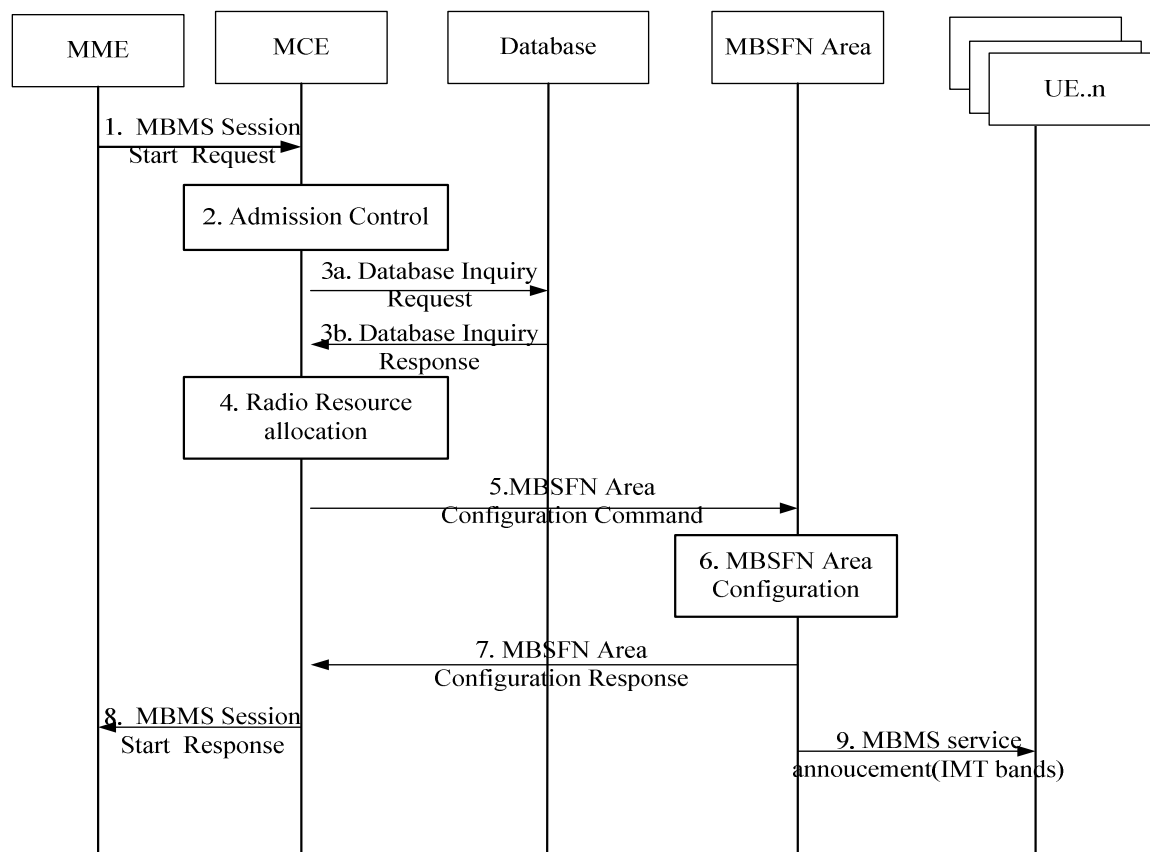 MME
MCE
Database
MBSFN Area
UE..n
1. MBMS Session
Start Request
2. Admission Control
3a. Database Inquiry
Request
3b. Database Inquiry
Response
4. Radio Resource
allocation
5.MBSFN Area
Configuration Command
6. MBSFN Area
Configuration
7. MBSFN Area
Configuration Response
8. MBMS Session
Start Response
9. MBMS service
annoucement(IMT bands)